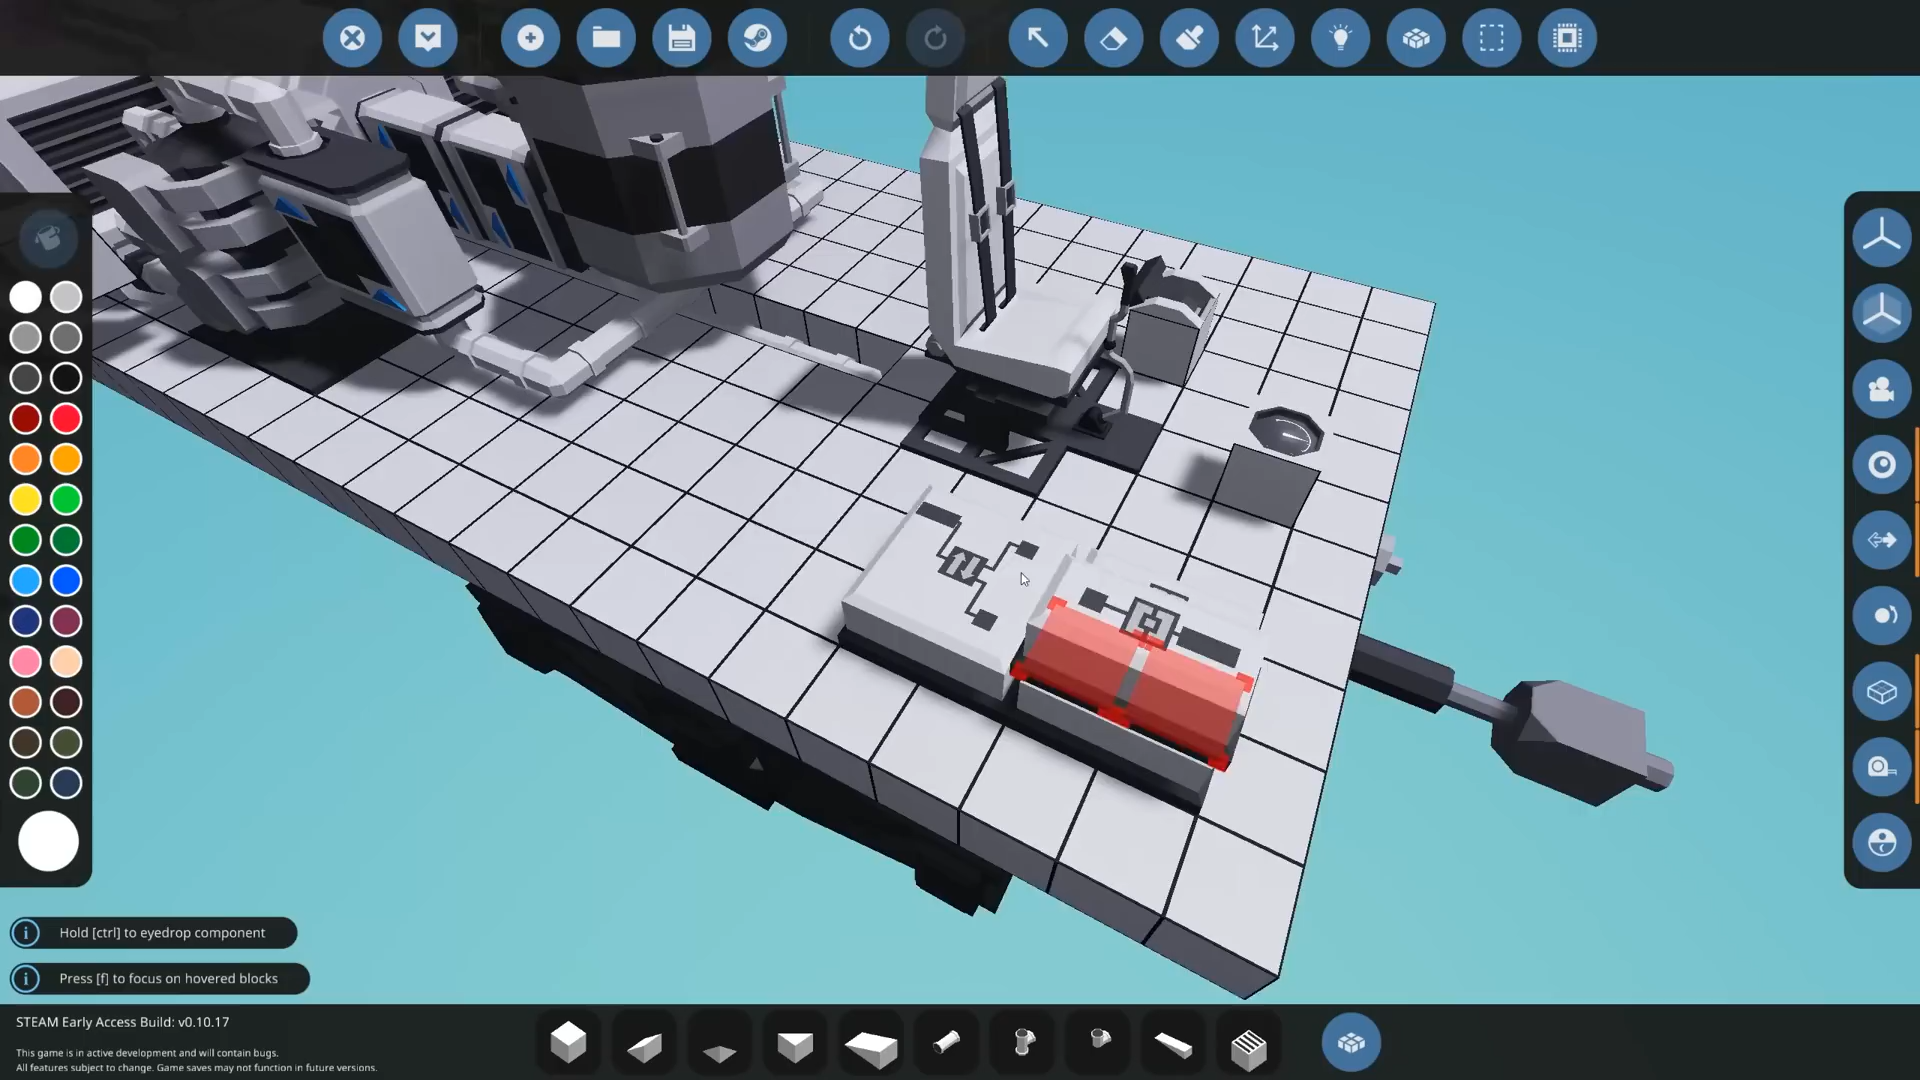 Hold [ctrl] to eyedrop component
Press [f] to focus on hovered blocks
STEAM Early Access Build: v0.10.17
This game is in active development and will contain bugs.
All features subject to change. Game saves may not function in future versions.